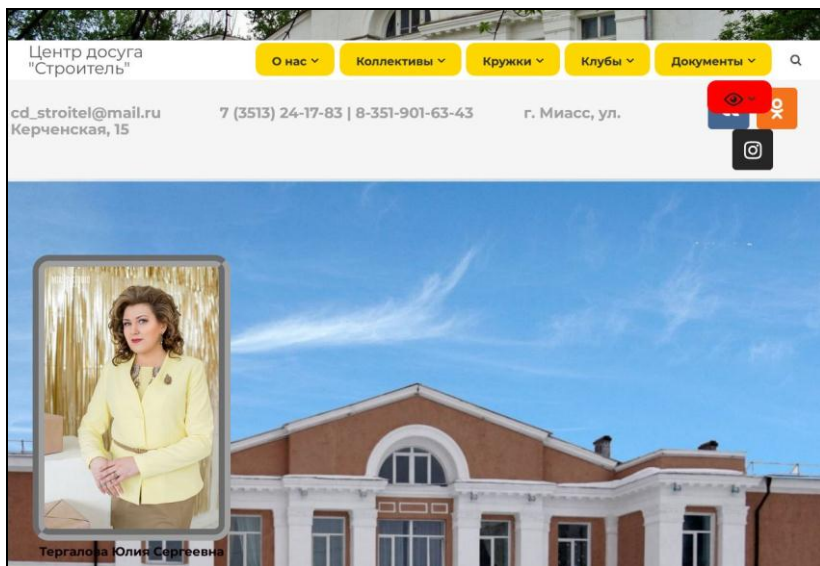 Центр досуга
"Строитель"
О нас
Коллективы
Кружки
Клубы
Документы
cd_stroitel@mail.ru 7 (3513) 24-17-83 | 8-351-901-63-43 г. Миасс, ул.
Керченская, 15
Тергалова Юлия Сергеевна